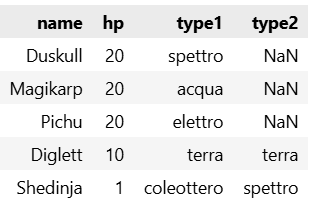 name hp type1 type2
Duskull 20 spettro NaN
Magikarp 20 acqua NaN
Pichu 20 elettro NaN
Diglett 10 terra terra
Shedinja 1 coleottero spettro